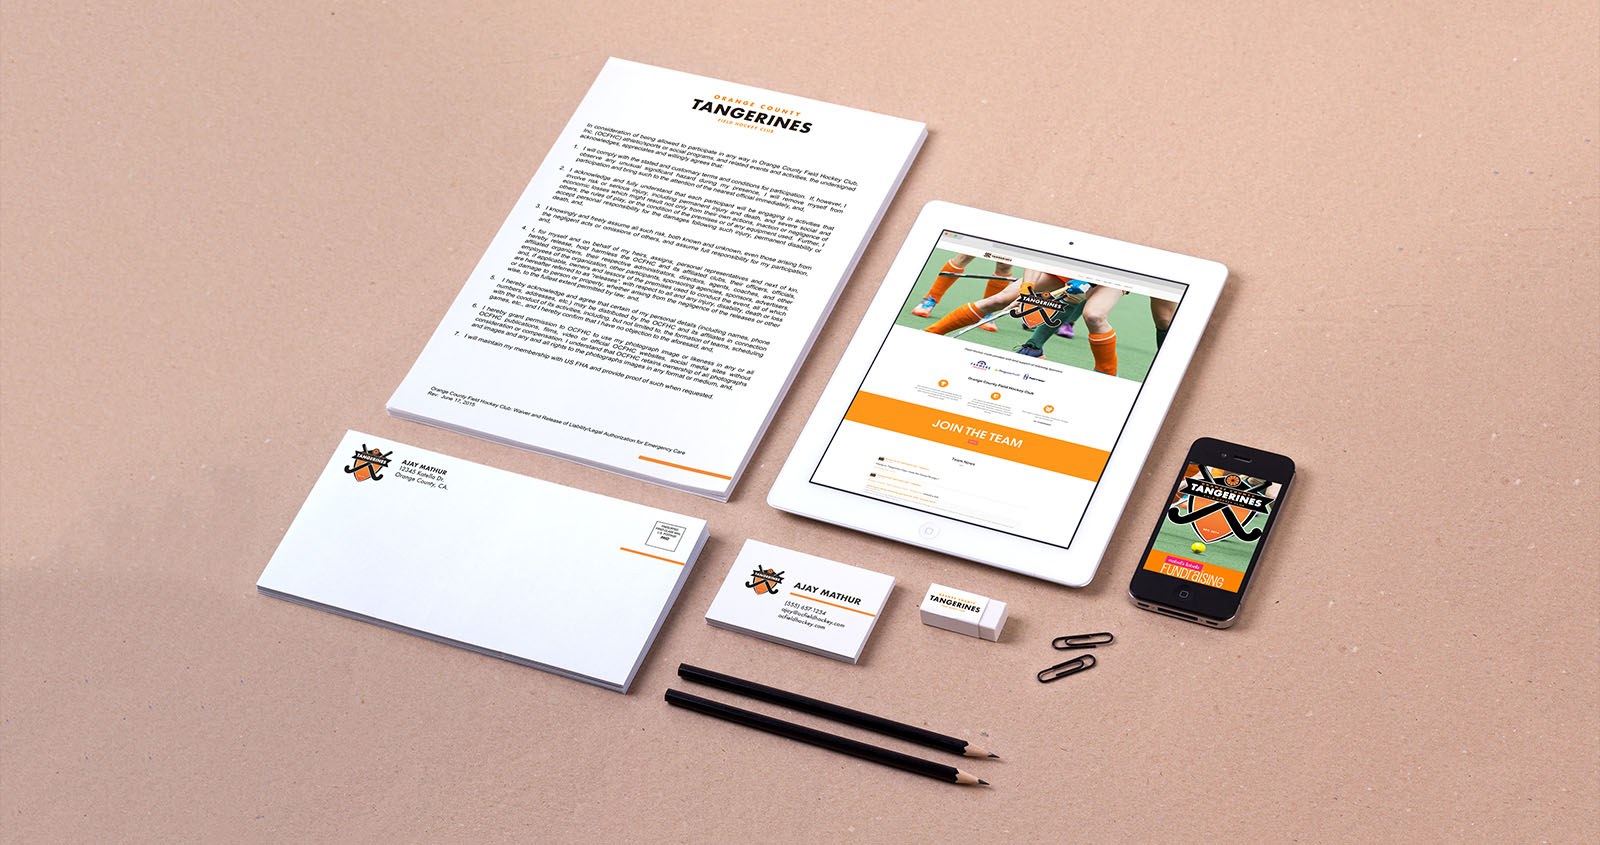 ORANGE COUNTY
TANGERINES
FIELD HOCKEY CLUB
In consideration of being allowed to participate in any way in Orange County Field Hockey Club,
Inc. (OCFHC) athletic/sports or social programs, and related events and activities, the undersigned
acknowledges, appreciates and willingly agrees that:
1. I will comply with the stated and customary terms and conditions for participation. If, however, I
observe any unusual significant hazard during my presence, I will remove myself from
participation and bring such to the attention of the nearest official immediately, and,
2. I acknowledge and fully understand that each participant will be engaging in activities that
involve risk or serious injury, including permanent injury and death, and severe social and
economic losses which might result not only from their own actions, inaction or negligence of
others, the rules of play, or the condition of the premises or of any equipment used. Further, I
accept personal responsibility for the damages following such injury, permanent disability or
death, and,
3. I knowingly and freely assume all such risk, both known and unknown, even those arising from
the negligent acts or omissions of others, and assume full responsibility for my participation,
and,
4. I, for myself and on behalf of my heirs, assigns, personal representatives and next of kin,
hereby release, hold harmless the OCFHC and its affiliated clubs, their officers, officials,
affiliated organizers, their respective administrators, directors, agents, coaches, and other
employees of the organization, other participants, sponsoring agencies, sponsors, advertisers,
and, if applicable, owners and lessors of the premises used to conduct the event, all of which
are hereinafter referred to as "releasees", with respect to all and any injury, disability, death or loss
or damage to person or property, whether arising from the negligence of the releases or other
wise, to the fullest extent permitted by law, and,
5. I hereby acknowledge and agree that certain of my personal details (including names, phone
numbers, addresses, etc.) may be distributed by the OCFHC and its affiliates in connection
with the conduct of its activities, including, but not limited to, the formation of teams, scheduling
games, etc., and I hereby confirm that I have no objection to the aforesaid, and,
6. I hereby grant permission to OCFHC to use my photograph image or likeness in any or all
OCFHC publications, films, video or official OCFHC websites, social media sites without
consideration or compensation. I understand that OCFHC retains ownership of all photographs
and images and any and all rights to the photographs images in any format or medium, and,
7. I will maintain my membership with US FHA and provide proof of such when requested.
Orange County Field Hockey Club: Waiver and Release of Liability/Legal Authorization for Emergency Care
Rev. June 17, 2015
TANGERINES
TANGERINES
Orange County Field Hockey Club
JOIN THE TEAM
Team News
TANGERINES
AJAY MATHUR
12345 Katella Dr.
Orange County, CA.
PAID
TANGERINES
AJAY MATHUR
(555) 657-1234
ajay@ocfieldhockey.com
ocfieldhockey.com
ORANGE COUNTY
TANGERINES
TANGERINES
FUNDraiSING